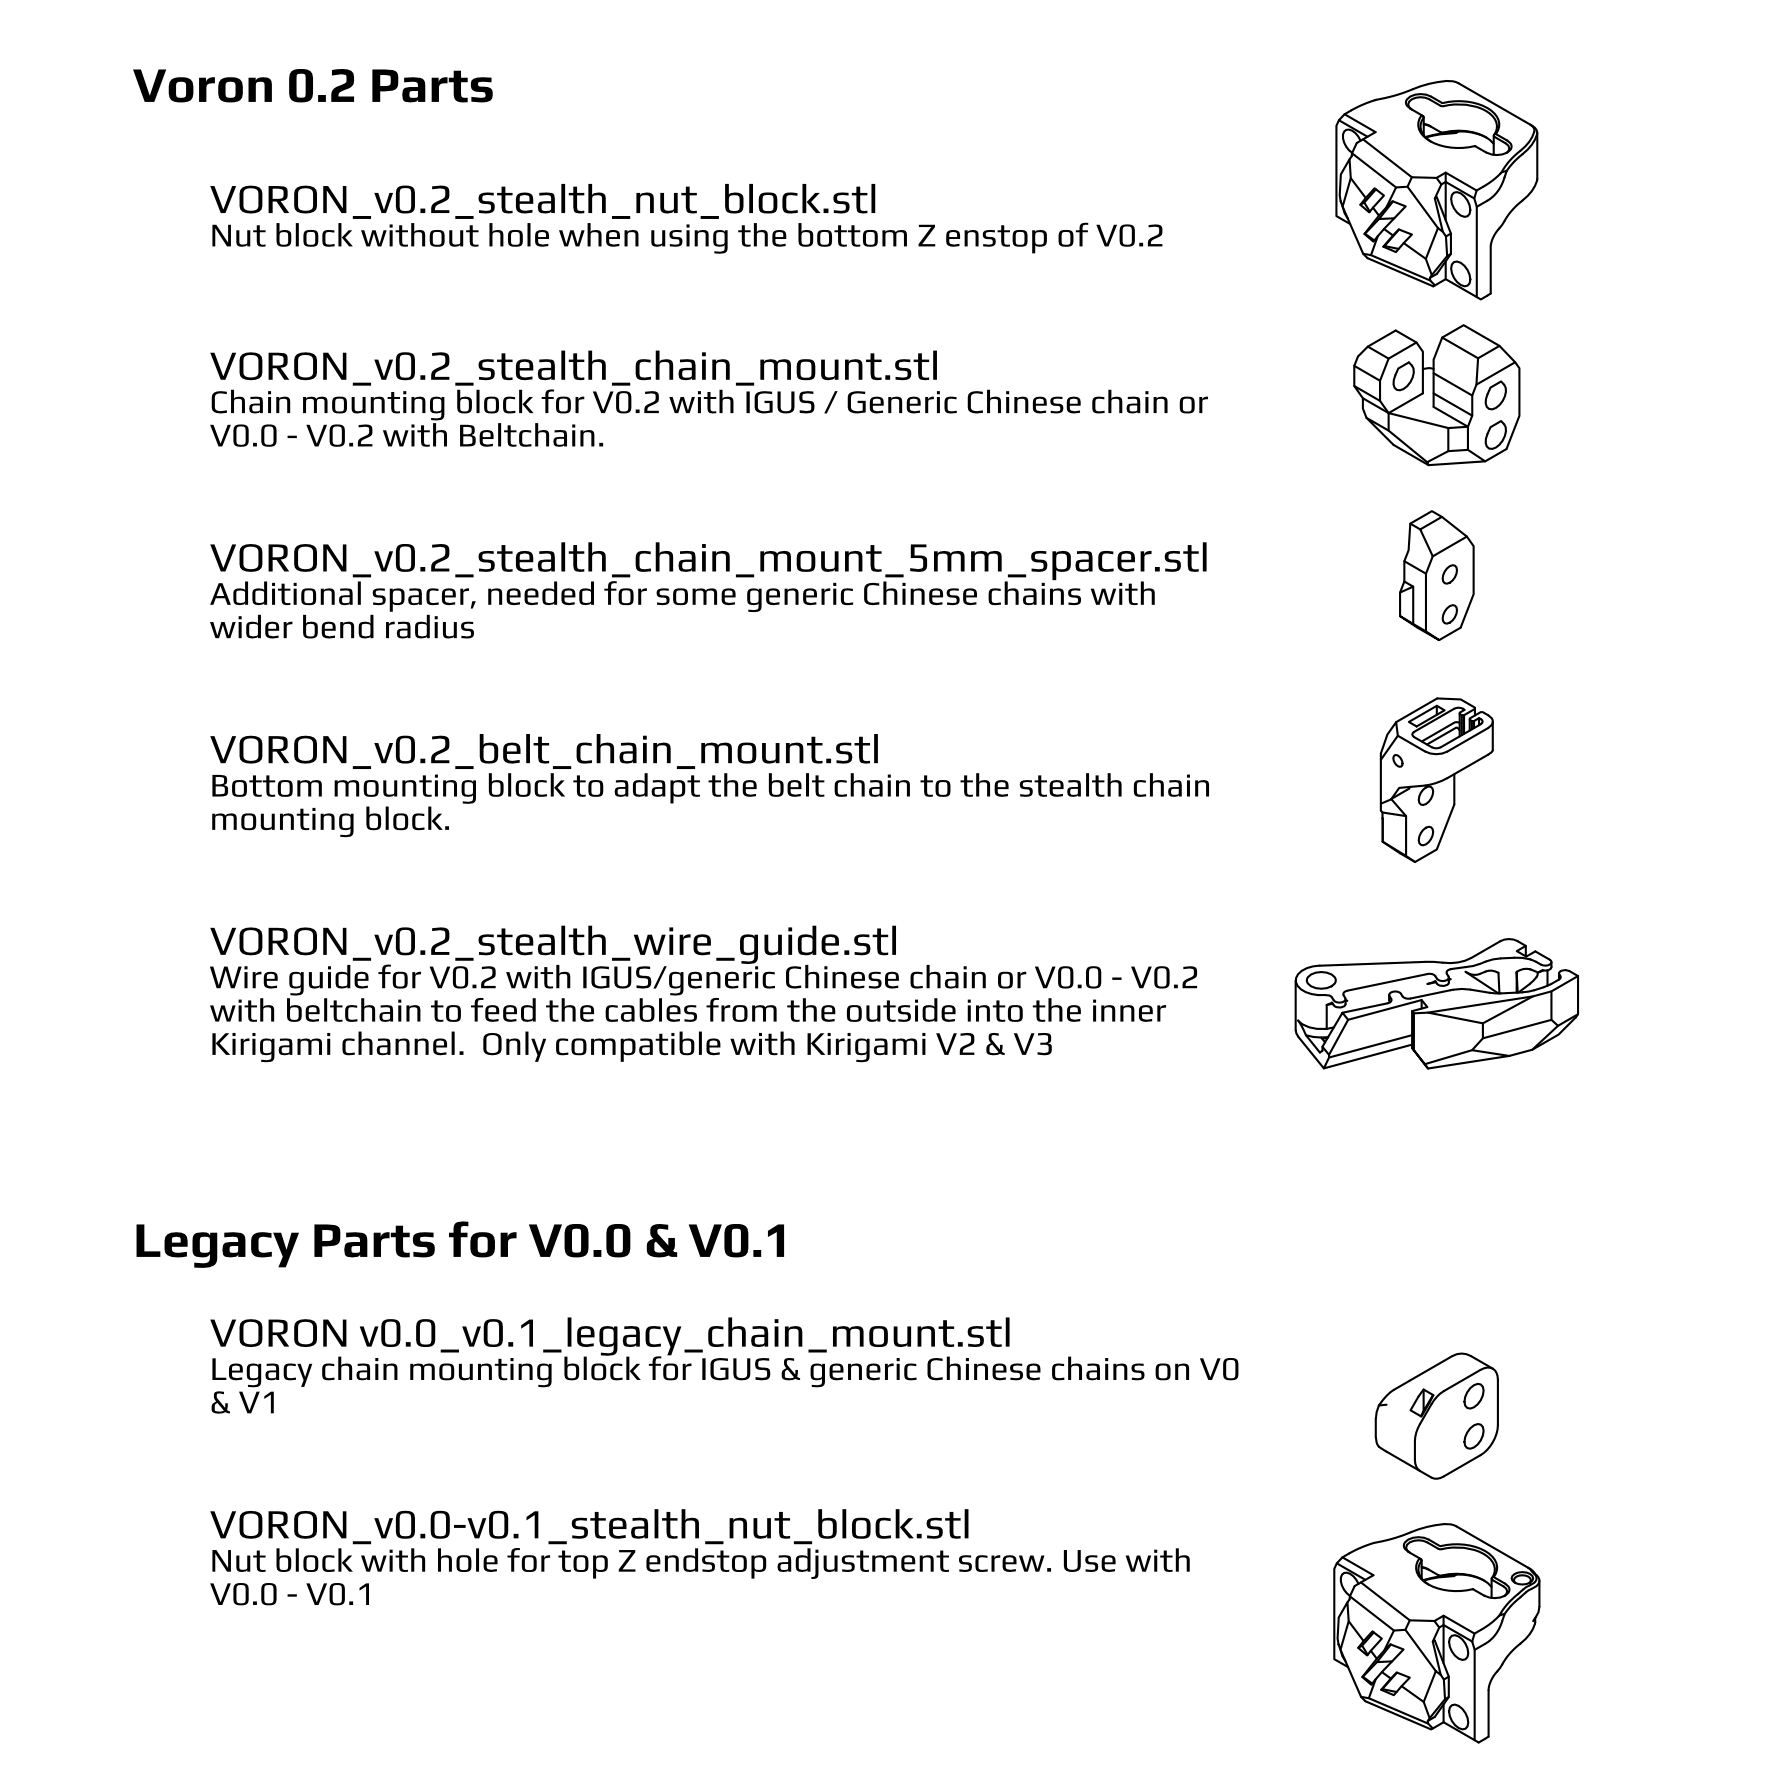 Voron 0.2 Parts
VORON_v0.2_stealth_nut_block.stl
Nut block without hole when using the bottom Z enstop of V0.2
VORON_v0.2_stealth_chain_mount.stl
Chain mounting block for V0.2 with IGUS / Generic Chinese chain or
V0.0 - V0.2 with Beltchain.
VORON_v0.2_stealth_chain_mount_5mm_spacer.stl
Additional spacer, needed for some generic Chinese chains with
wider bend radius
VORON_v0.2_belt_chain_mount.stl
Bottom mounting block to adapt the belt chain to the stealth chain
mounting block.
VORON_v0.2_stealth_wire_guide.stl
Wire guide for V0.2 with IGUS/generic Chinese chain or V0.0 - V0.2
with beltchain to feed the cables from the outside into the inner
Kirigami channel.  Only compatible with Kirigami V2 & V3
Legacy Parts for V0.0 & V0.1
VORON v0.0_v0.1_legacy_chain_mount.stl
Legacy chain mounting block for IGUS & generic Chinese chains on V0
& V1
VORON_v0.0-v0.1_stealth_nut_block.stl
Nut block with hole for top Z endstop adjustment screw. Use with
V0.0 - V0.1